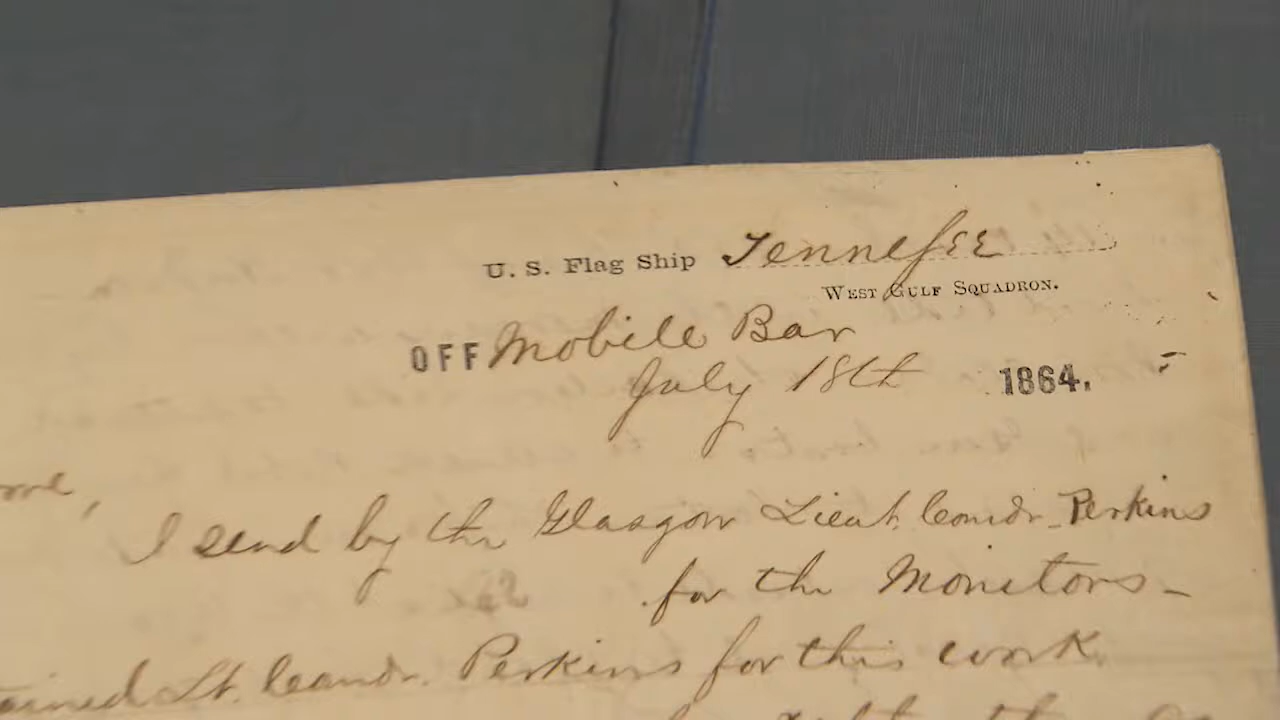 U. S. Flag Ship Tennessee
WEST GULF SQUADRON.
OFF Mobile Bar
July 18th 1864.
I send by the Glasgow Lieut. Comdr. Perkins
for the Monitors-
Lt. Comdr. Perkins for this work